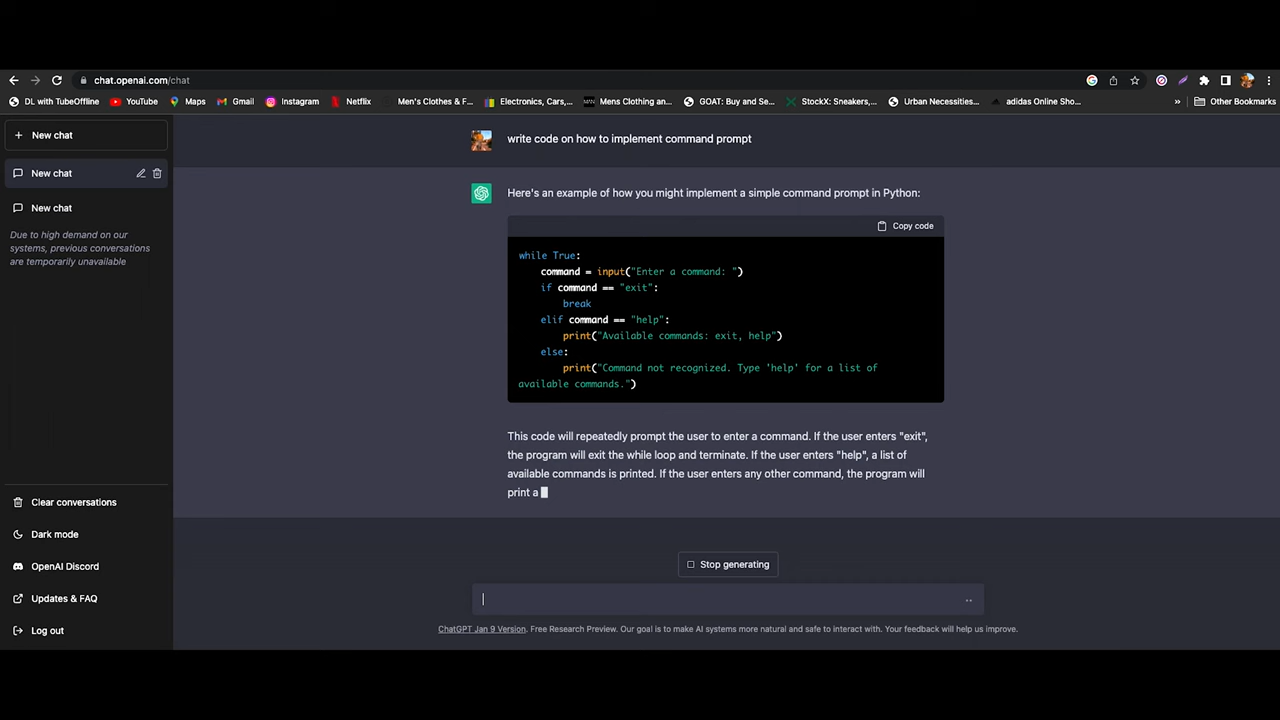 chat.openai.com/chat
DL with TubeOffline YouTube Maps Gmail Instagram Netflix Men's Clothes & F... Electronics, Cars,... Mens Clothing an... GOAT: Buy and Se... StockX: Sneakers,... Urban Necessities... adidas Online Sho... » Other Bookmarks
+ New chat
New chat
New chat
Due to high demand on our
systems, previous conversations
are temporarily unavailable
Clear conversations
Dark mode
OpenAI Discord
Updates & FAQ
Log out
write code on how to implement command prompt
Here's an example of how you might implement a simple command prompt in Python:
Copy code
while True:
    command = input("Enter a command: ")
    if command == "exit":
        break
    elif command == "help":
        print("Available commands: exit, help")
    else:
        print("Command not recognized. Type 'help' for a list of
available commands.")
This code will repeatedly prompt the user to enter a command. If the user enters "exit",
the program will exit the while loop and terminate. If the user enters "help", a list of
available commands is printed. If the user enters any other command, the program will
print a
Stop generating
ChatGPT Jan 9 Version. Free Research Preview. Our goal is to make AI systems more natural and safe to interact with. Your feedback will help us improve.